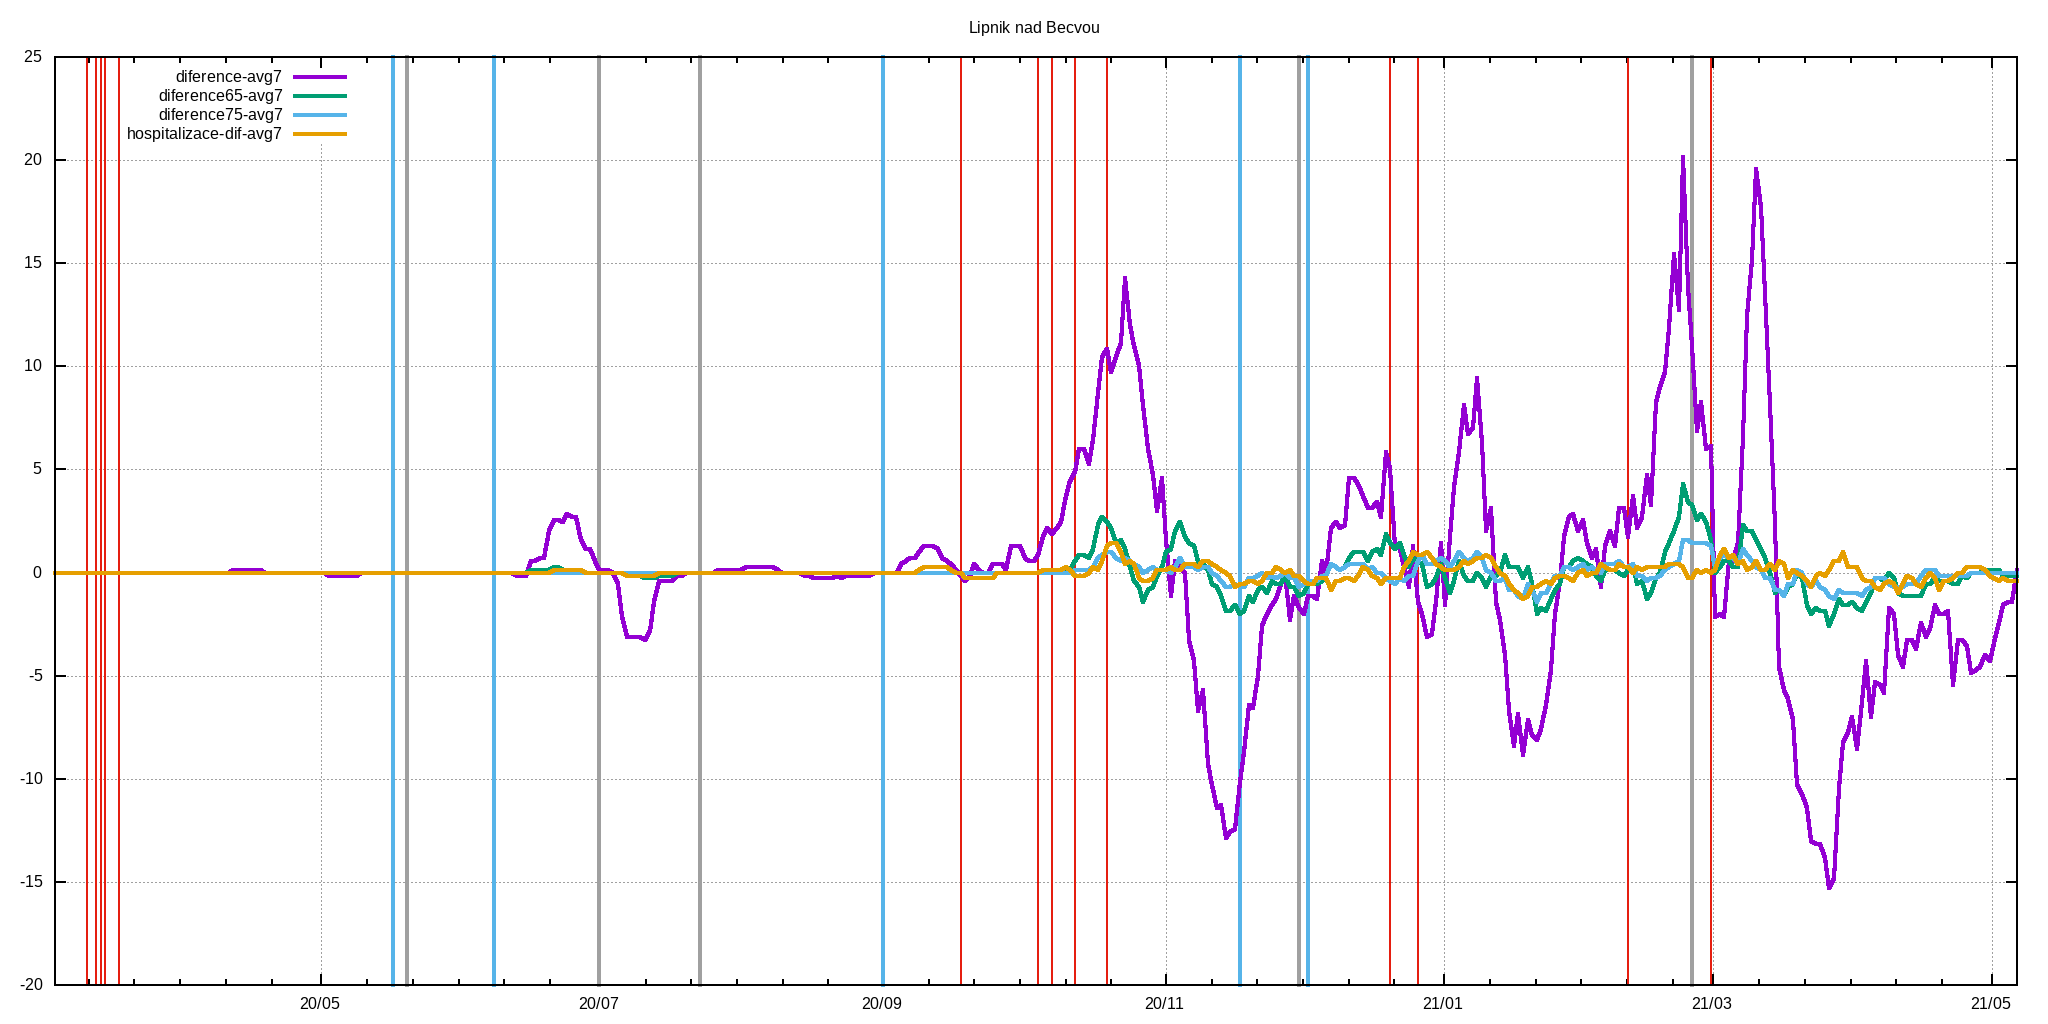 Lipnik nad Becvou
diference-avg7
diference65-avg7
diference75-avg7
hospitalizace-dif-avg7
25
20
15
10
5
0
-5
-10
-15
-20
20/05 20/07 20/09 20/11 21/01 21/03 21/05